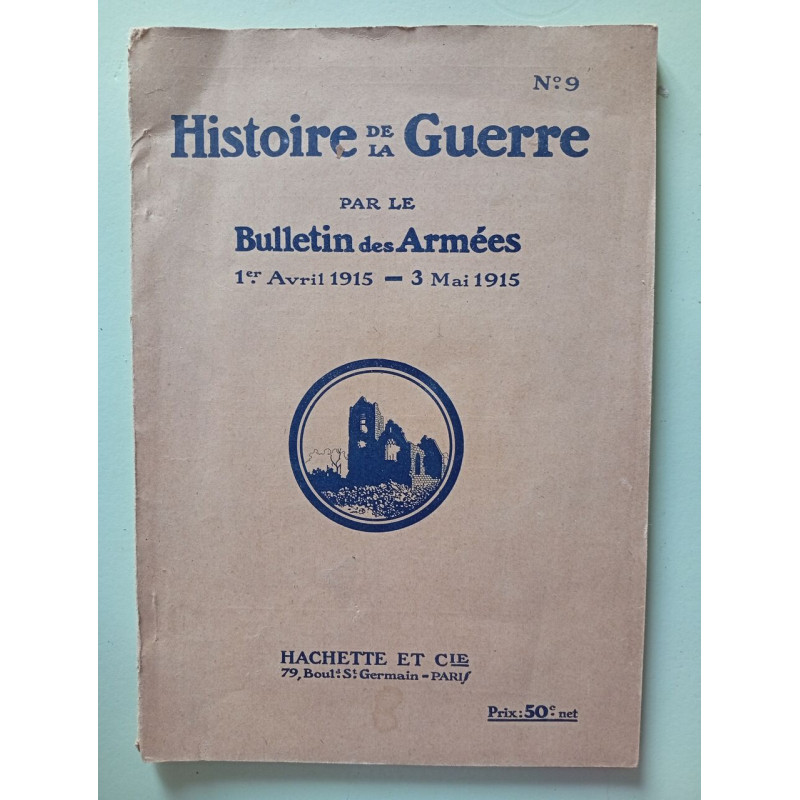 No. 9
Histoire DE LA Guerre
PAR LE
Bulletin des Armées
1er. Avril 1915 — 3 Mai 1915
HACHETTE ET CIE
79, Bould. St. Germain - PARIS
Prix: 50c. net